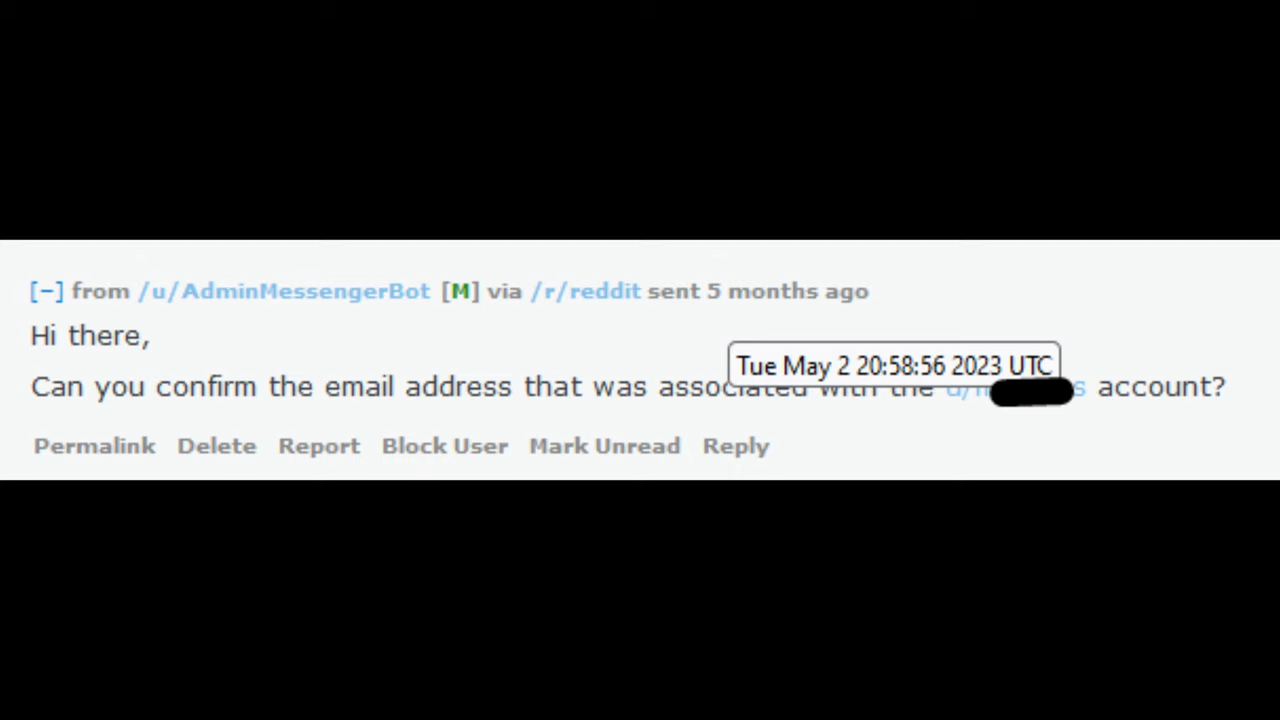 [−] from /u/AdminMessengerBot [M] via /r/reddit sent 5 months ago
Hi there,
Tue May 2 20:58:56 2023 UTC
Can you confirm the email address that was associated with the account?
Permalink Delete Report Block User Mark Unread Reply